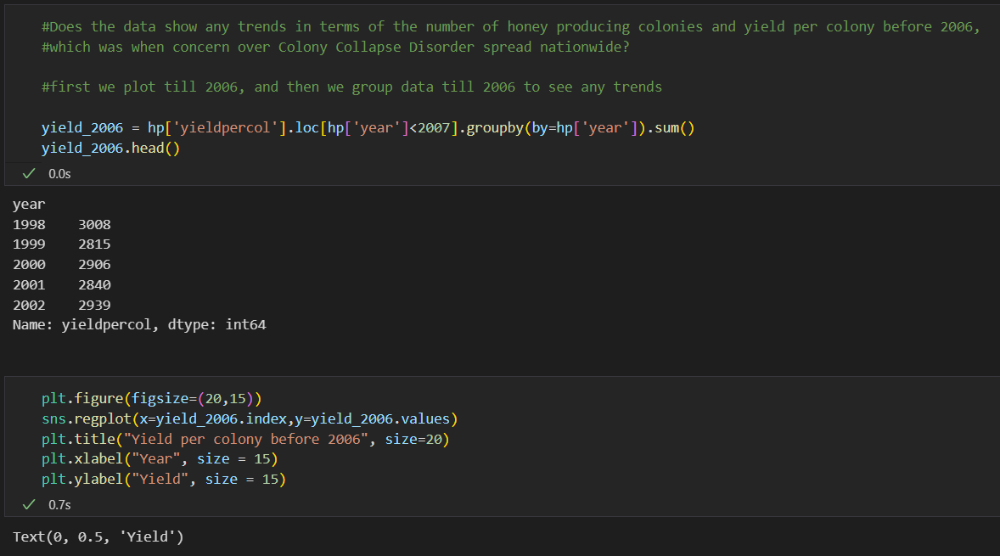 #Does the data show any trends in terms of the number of honey producing colonies and yield per colony before 2006,
#which was when concern over Colony Collapse Disorder spread nationwide?
#first we plot till 2006, and then we group data till 2006 to see any trends
yield_2006 = hp['yieldpercol'].loc[hp['year']<2007].groupby(by=hp['year']).sum()
yield_2006.head()
0.0s
year
1998    3008
1999    2815
2000    2906
2001    2840
2002    2939
Name: yieldpercol, dtype: int64
plt.figure(figsize=(20,15))
sns.regplot(x=yield_2006.index,y=yield_2006.values)
plt.title("Yield per colony before 2006", size=20)
plt.xlabel("Year", size = 15)
plt.ylabel("Yield", size = 15)
0.7s
Text(0, 0.5, 'Yield')